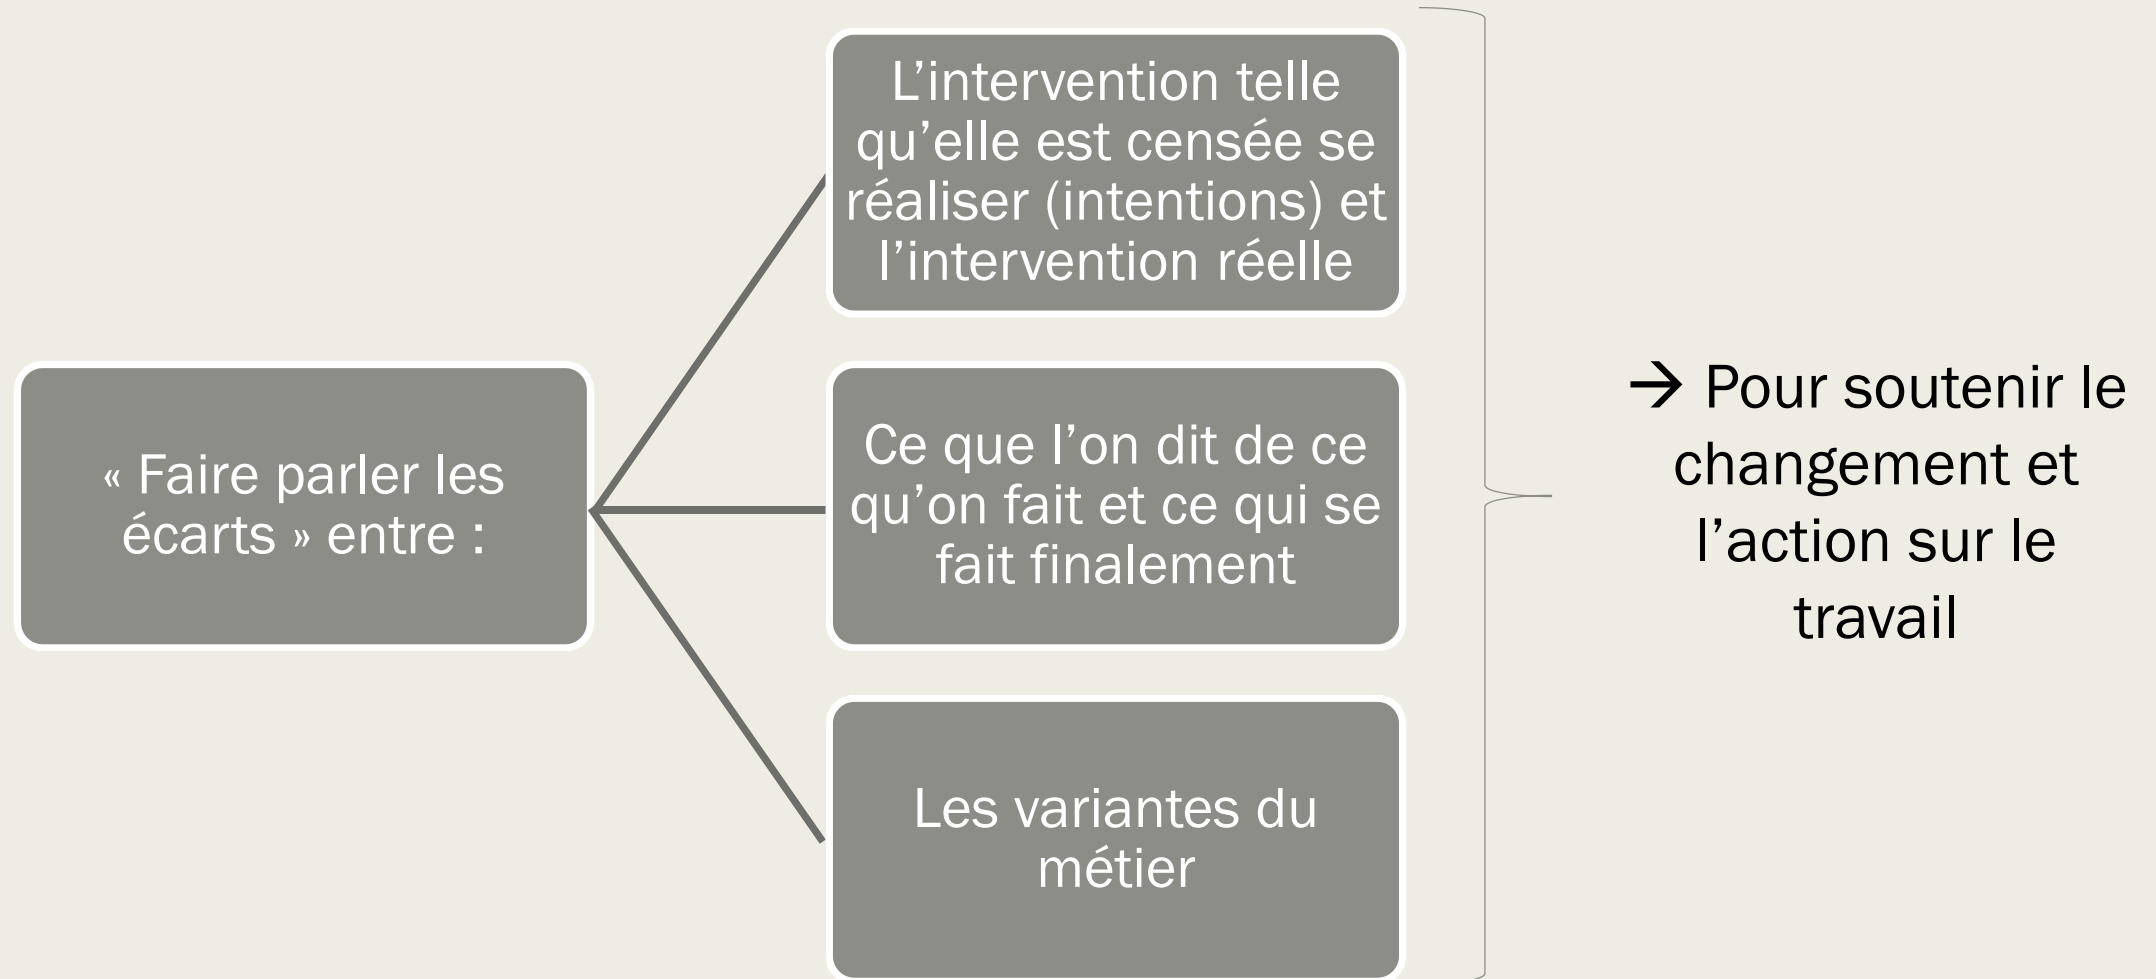 « Faire parler les
écarts » entre :
L’intervention telle
qu’elle est censée se
réaliser (intentions) et
l’intervention réelle
Ce que l’on dit de ce
qu’on fait et ce qui se
fait finalement
Les variantes du
métier
→ Pour soutenir le
changement et
l’action sur le
travail